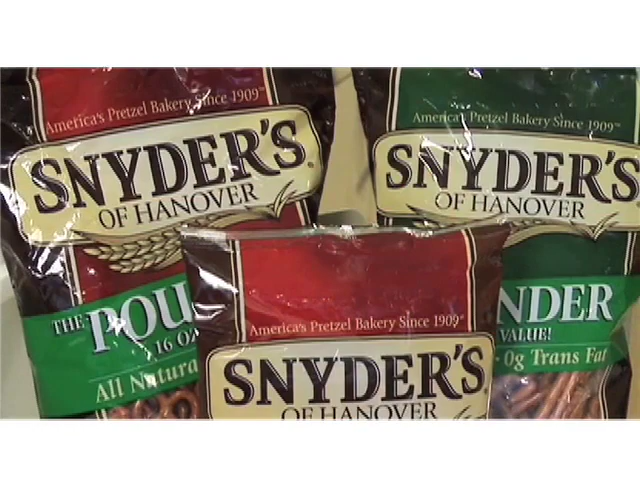 America's Pretzel Bakery Since 1909™
SNYDER'S®
OF HANOVER
THE POU
16 OZ
All Natura
America's Pretzel Bakery Since 1909™
SNYDER'S
OF HANOVER
NDER
VALUE!
• 0g Trans Fat
America's Pretzel Bakery Since 1909™
SNYDER'S®
OF HANOVER